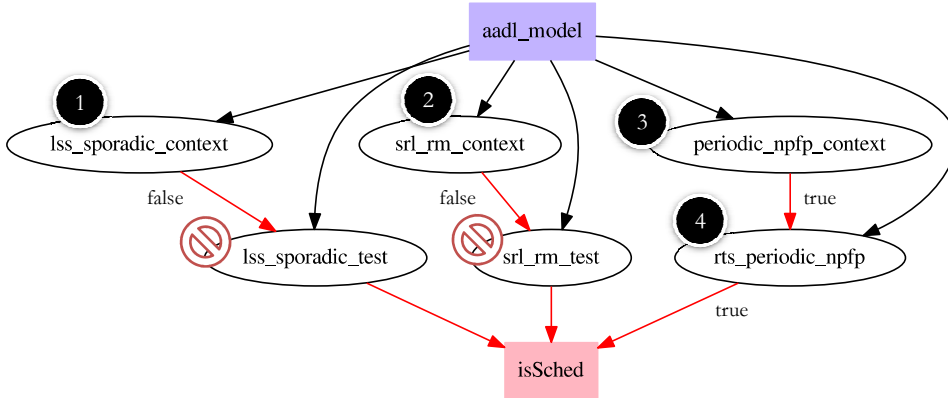 aadl_model
1
2
3
lss_sporadic_context
srl_rm_context
periodic_npfp_context
false
false
true
4
lss_sporadic_test
srl_rm_test
rts_periodic_npfp
true
isSched